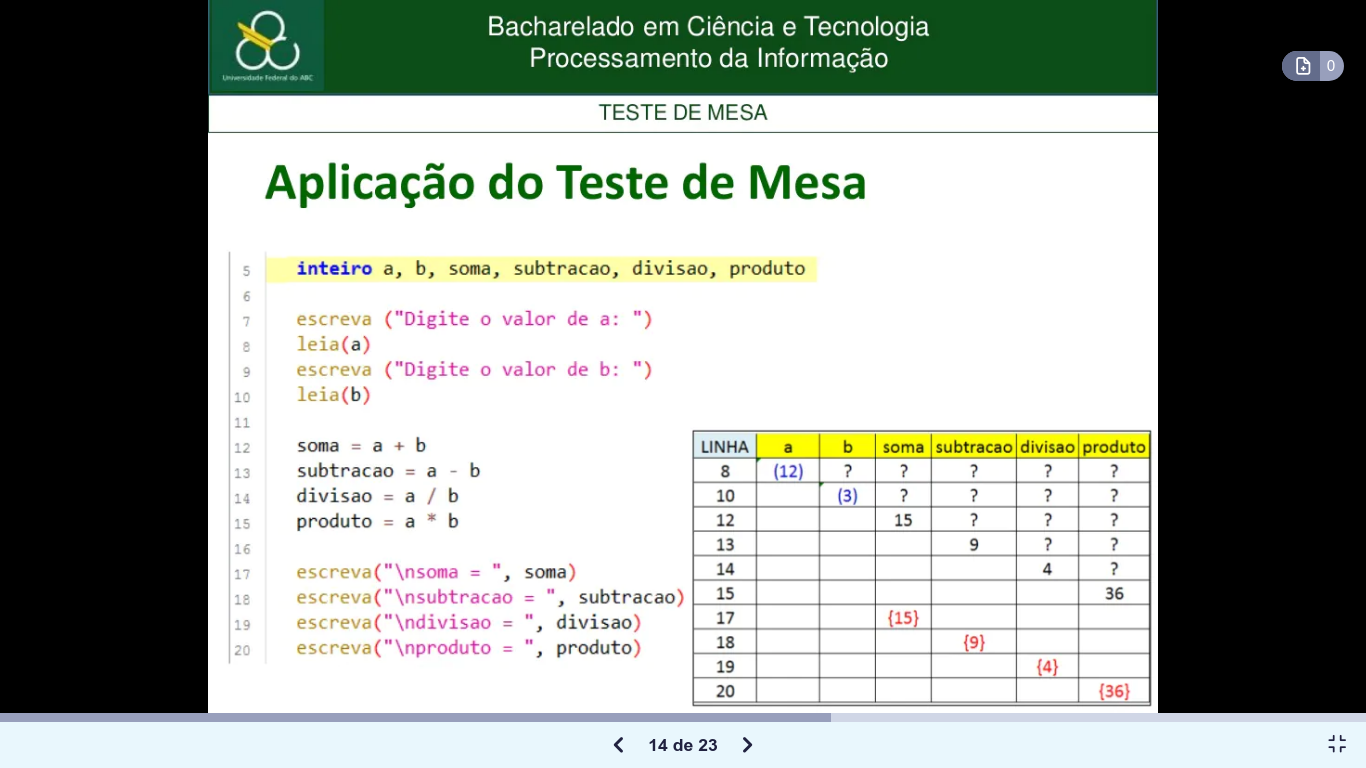 Universidade Federal do ABC
Bacharelado em Ciência e Tecnologia
Processamento da Informação
0
TESTE DE MESA
Aplicação do Teste de Mesa
5 inteiro a, b, soma, subtracao, divisao, produto
6
7 escreva ("Digite o valor de a: ")
8 leia(a)
9 escreva ("Digite o valor de b: ")
10 leia(b)
11
12 soma = a + b
13 subtracao = a - b
14 divisao = a / b
15 produto = a * b
16
17 escreva("\nsoma = ", soma)
18 escreva("\nsubtracao = ", subtracao)
19 escreva("\ndivisao = ", divisao)
20 escreva("\nproduto = ", produto)
LINHA a b soma subtracao divisao produto
8 (12) ? ? ? ? ?
10 (3) ? ? ? ?
12 15 ? ? ?
13 9 ? ?
14 4 ?
15 36
17 {15}
18 {9}
19 {4}
20 {36}
14 de 23